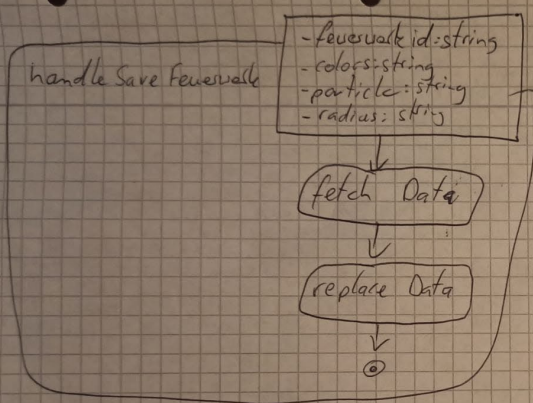 - feuerwerk id: string
- colors: string
- particle: string
- radius: string
handle Save Feuerwerk
fetch Data
replace Data